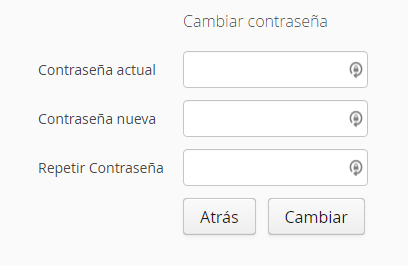 Cambiar contraseña
Contraseña actual
Contraseña nueva
Repetir Contraseña
Atrás Cambiar